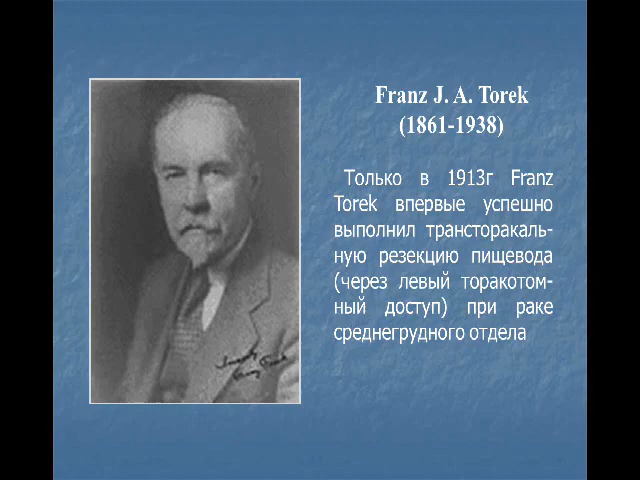 Franz J. A. Torek
(1861-1938)
Только в 1913г Franz
Torek впервые успешно
выполнил трансторакаль-
ную резекцию пищевода
(через левый торакотом-
ный доступ) при раке
среднегрудного отдела